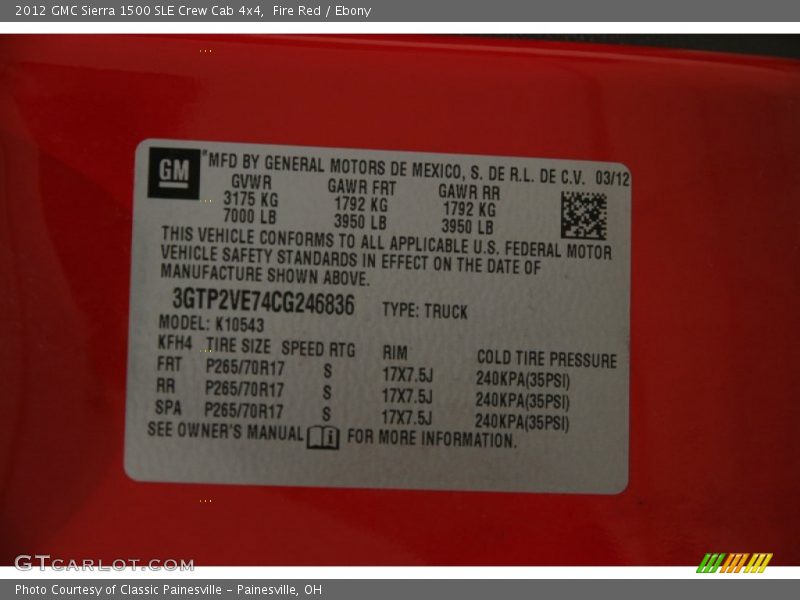 2012 GMC Sierra 1500 SLE Crew Cab 4x4, Fire Red / Ebony
GM
*MFD BY GENERAL MOTORS DE MEXICO, S. DE R.L. DE C.V. 03/12
GVWR GAWR FRT GAWR RR
3175 KG 1792 KG 1792 KG
7000 LB 3950 LB 3950 LB
THIS VEHICLE CONFORMS TO ALL APPLICABLE U.S. FEDERAL MOTOR
VEHICLE SAFETY STANDARDS IN EFFECT ON THE DATE OF
MANUFACTURE SHOWN ABOVE.
3GTP2VE74CG246836 TYPE: TRUCK
MODEL: K10543
KFH4 TIRE SIZE SPEED RTG RIM COLD TIRE PRESSURE
FRT P265/70R17 S 17X7.5J 240KPA(35PSI)
RR P265/70R17 S 17X7.5J 240KPA(35PSI)
SPA P265/70R17 S 17X7.5J 240KPA(35PSI)
SEE OWNER'S MANUAL i FOR MORE INFORMATION.
GTCARLOT.COM
Photo Courtesy of Classic Painesville - Painesville, OH